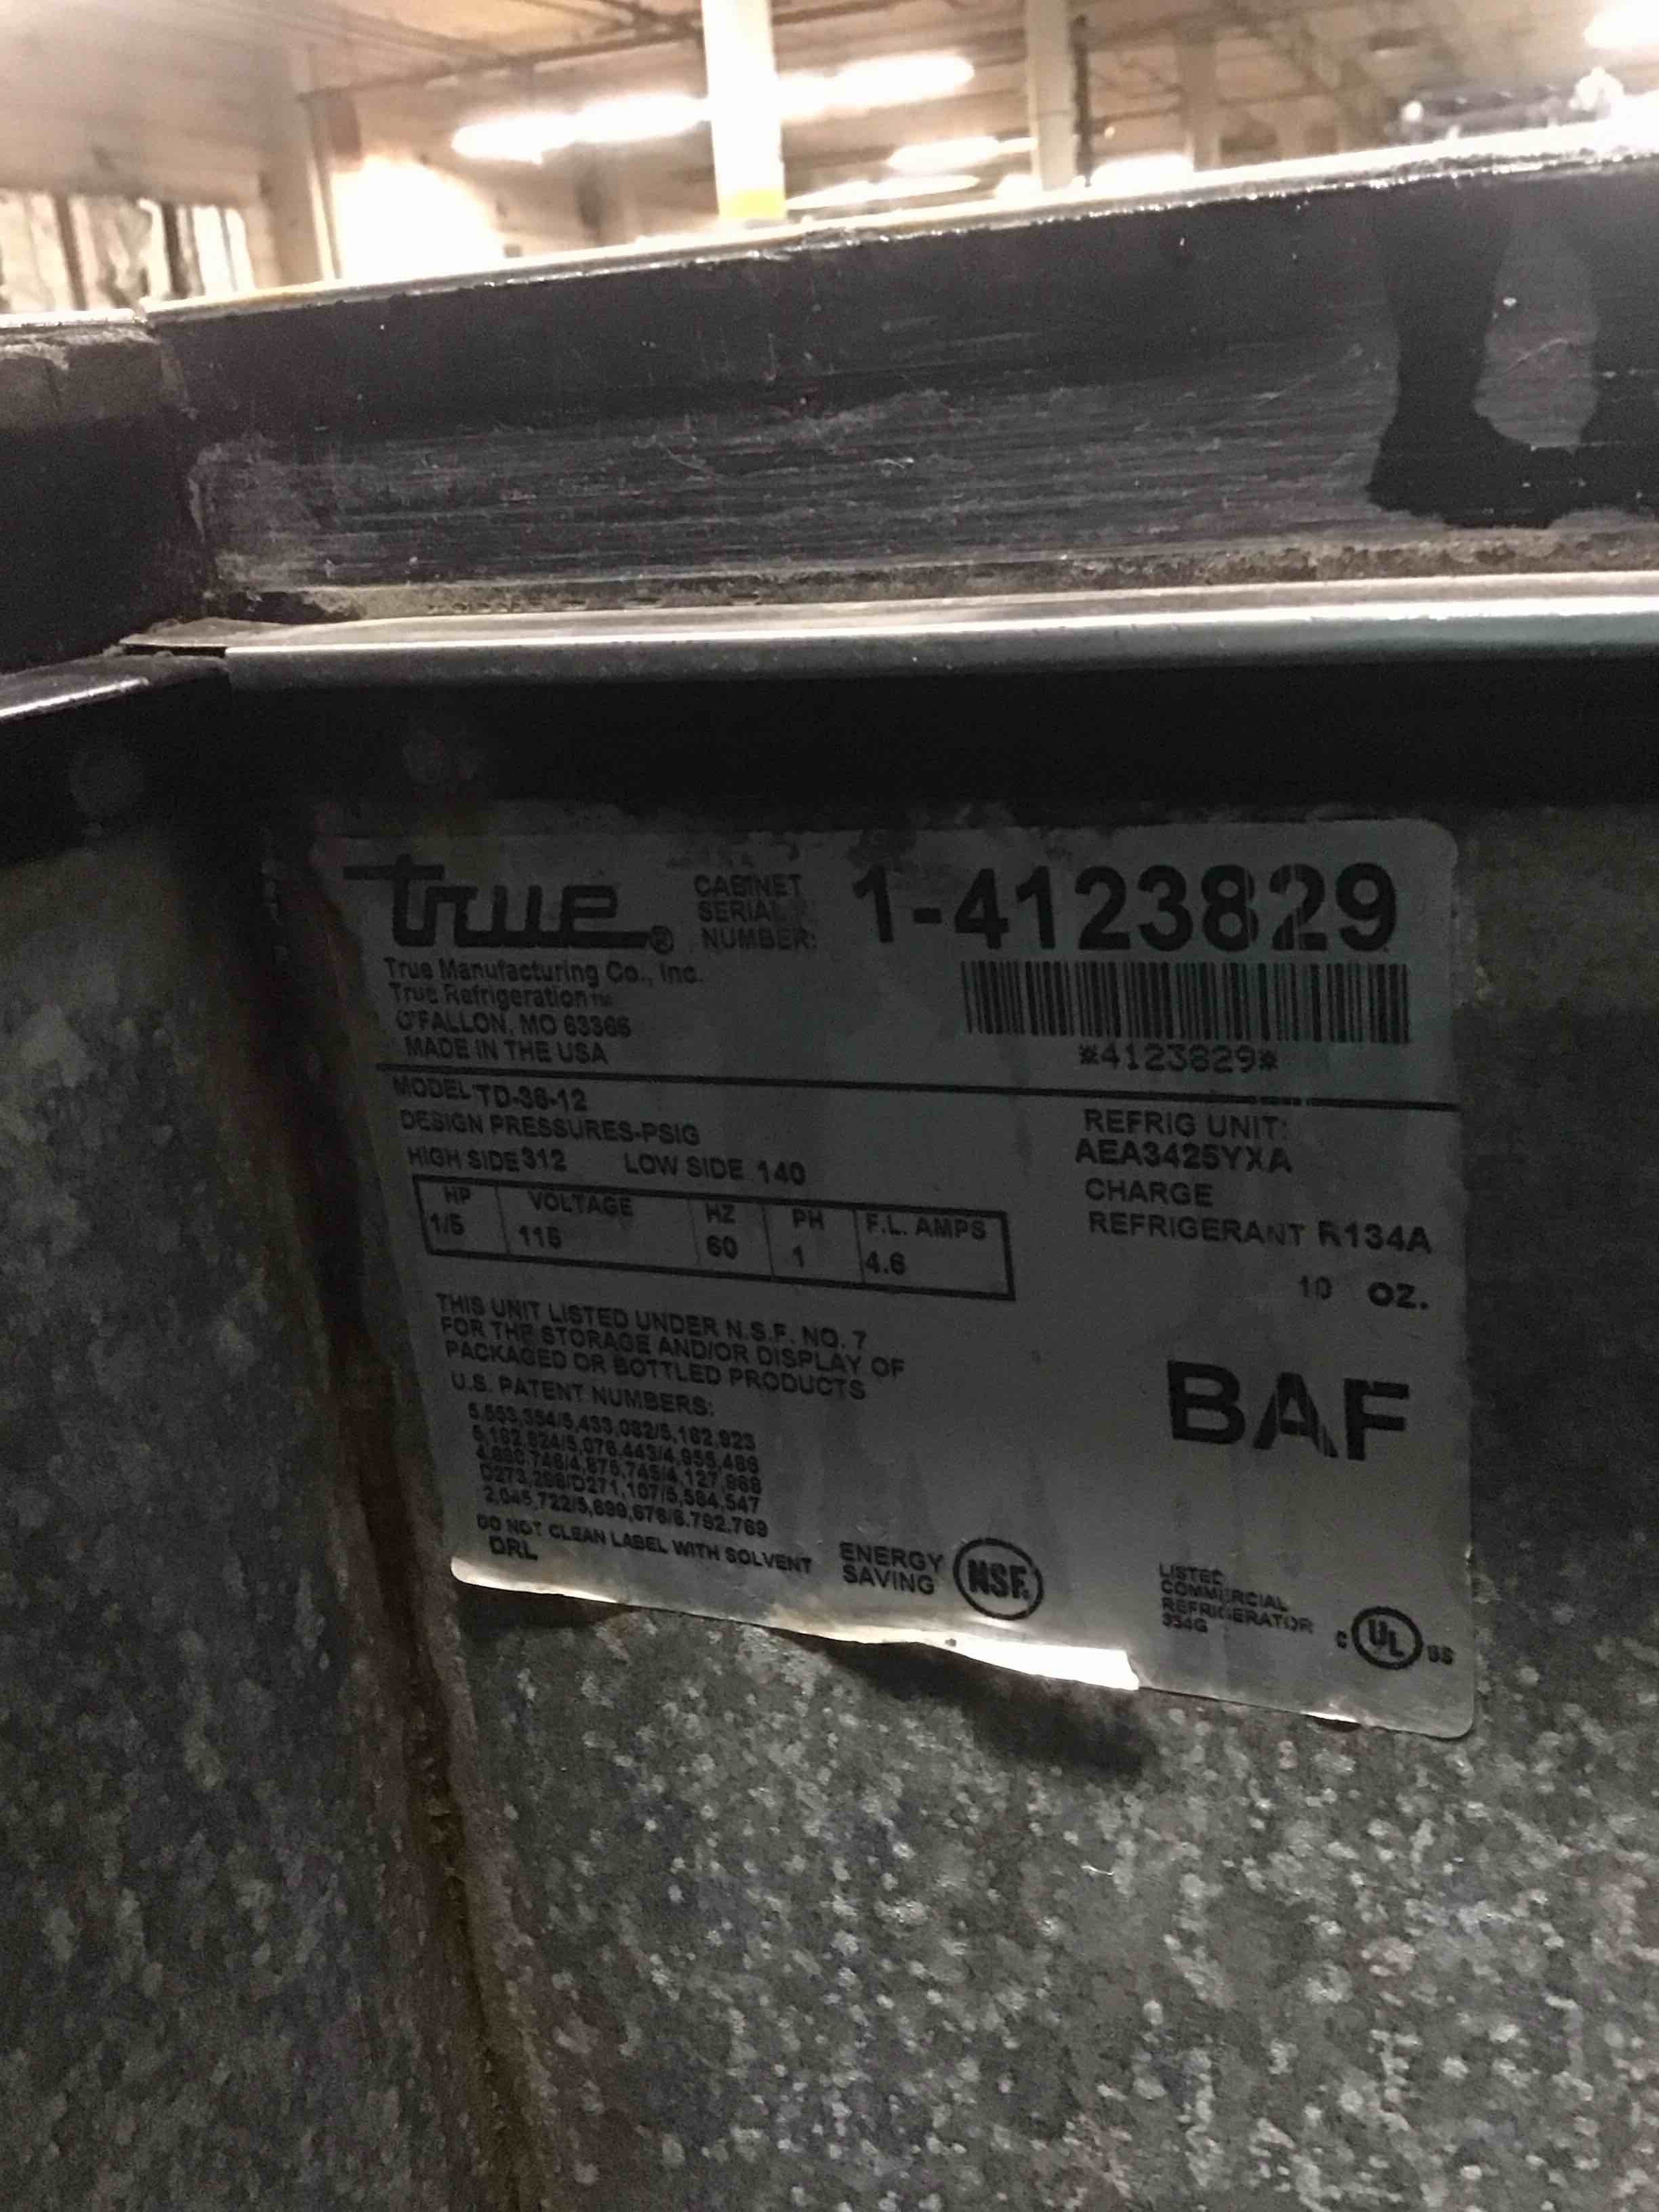 true®
CABINET
SERIAL
NUMBER:
1-4123829
True Manufacturing Co., Inc.
True Refrigeration™
O'FALLON, MO 63366
MADE IN THE USA
*4123829*
MODEL TD-36-12
DESIGN PRESSURES-PSIG
HIGH SIDE 312 LOW SIDE 140
HP VOLTAGE HZ PH F.L. AMPS
1/5 115 60 1 4.6
REFRIG UNIT:
AEA3425YXA
CHARGE
REFRIGERANT R134A
10 OZ.
THIS UNIT LISTED UNDER N.S.F. NO. 7
FOR THE STORAGE AND/OR DISPLAY OF
PACKAGED OR BOTTLED PRODUCTS
BAF
U.S. PATENT NUMBERS:
DO NOT CLEAN LABEL WITH SOLVENT
DRL
ENERGY
SAVING
NSF.
LISTED
COMMERCIAL
REFRIGERATOR
C UL US